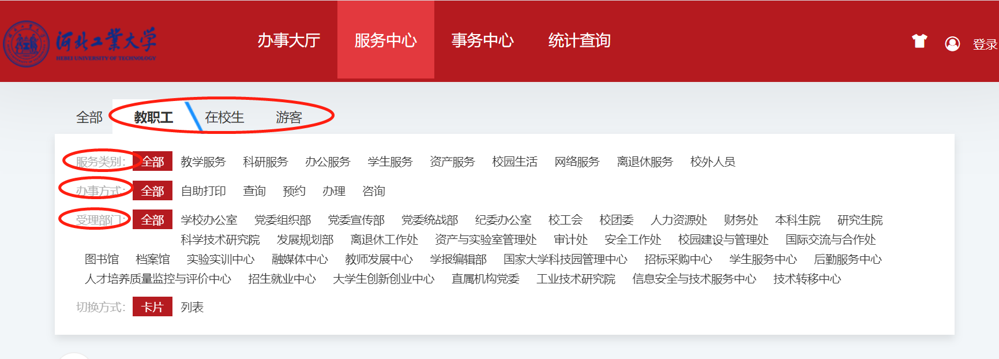 河北工業大学
HEBEI UNIVERSITY OF TECHNOLOGY
办事大厅 服务中心 事务中心 统计查询 登录
全部 教职工 在校生 游客
服务类别: 全部 教学服务 科研服务 办公服务 学生服务 资产服务 校园生活 网络服务 离退休服务 校外人员
办事方式: 全部 自助打印 查询 预约 办理 咨询
受理部门: 全部 学校办公室 党委组织部 党委宣传部 党委统战部 纪委办公室 校工会 校团委 人力资源处 财务处 本科生院 研究生院
科学技术研究院 发展规划部 离退休工作处 资产与实验室管理处 审计处 安全工作处 校园建设与管理处 国际交流与合作处
图书馆 档案馆 实验实训中心 融媒体中心 教师发展中心 学报编辑部 国家大学科技园管理中心 招标采购中心 学生服务中心 后勤服务中心
人才培养质量监控与评价中心 招生就业中心 大学生创新创业中心 直属机构党委 工业技术研究院 信息安全与技术服务中心 技术转移中心
切换方式: 卡片 列表